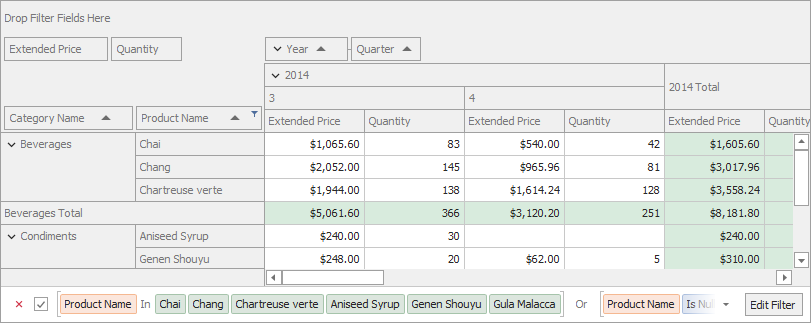 Drop Filter Fields Here
Extended Price Quantity Year Quarter
2014 2014 Total
3 4
Category Name Product Name Extended Price Quantity Extended Price Quantity Extended Price Quantity
Beverages Chai $1,065.60 83 $540.00 42 $1,605.60
Chang $2,052.00 145 $965.96 81 $3,017.96
Chartreuse verte $1,944.00 138 $1,614.24 128 $3,558.24
Beverages Total $5,061.60 366 $3,120.20 251 $8,181.80
Condiments Aniseed Syrup $240.00 30 $240.00
Genen Shouyu $248.00 20 $62.00 5 $310.00
Product Name In Chai Chang Chartreuse verte Aniseed Syrup Genen Shouyu Gula Malacca Or Product Name Is Nu Edit Filter